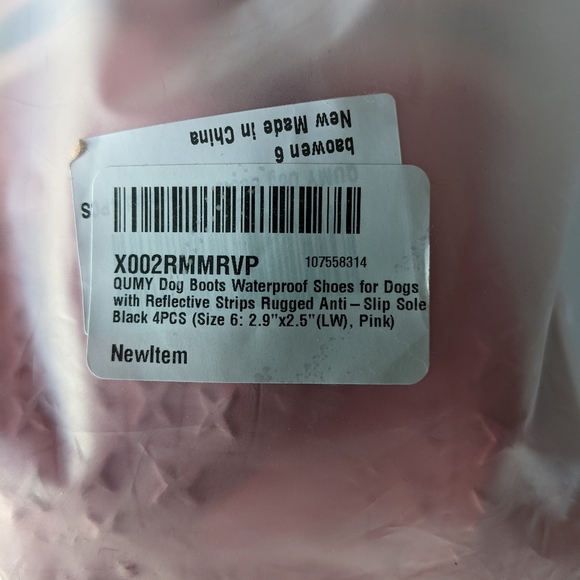 New Made in China
baowen 6
X002RMMRVP 107558314
QUMY Dog Boots Waterproof Shoes for Dogs
with Reflective Strips Rugged Anti－Slip Sole
Black 4PCS (Size 6: 2.9"x2.5"(LW), Pink)
NewItem